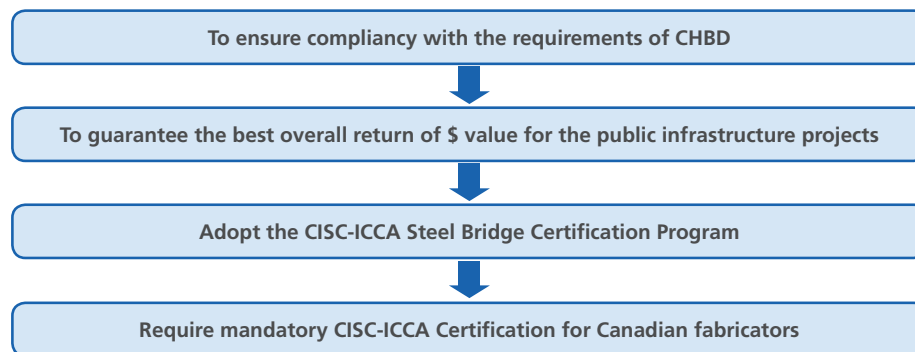 To ensure compliancy with the requirements of CHBD
To guarantee the best overall return of $ value for the public infrastructure projects
Adopt the CISC-ICCA Steel Bridge Certification Program
Require mandatory CISC-ICCA Certification for Canadian fabricators